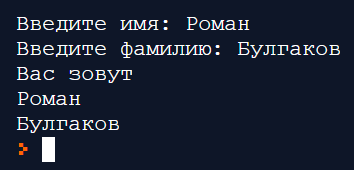 Введите имя: Роман
Введите фамилию: Булгаков
Вас зовут
Роман
Булгаков
>